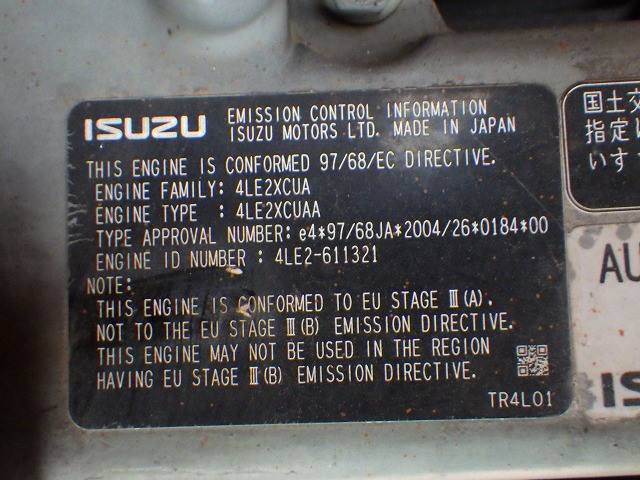 ISUZU EMISSION CONTROL INFORMATION
ISUZU MOTORS LTD. MADE IN JAPAN
THIS ENGINE IS CONFORMED 97/68/EC DIRECTIVE.
ENGINE FAMILY: 4LE2XCUA
ENGINE TYPE : 4LE2XCUAA
TYPE APPROVAL NUMBER: e4*97/68JA*2004/26*0184*00
ENGINE ID NUMBER : 4LE2-611321
NOTE:
THIS ENGINE IS CONFORMED TO EU STAGE Ⅲ(A).
NOT TO THE EU STAGE Ⅲ(B) EMISSION DIRECTIVE.
THIS ENGINE MAY NOT BE USED IN THE REGION
HAVING EU STAGE Ⅲ(B) EMISSION DIRECTIVE.
TR4L01
国土交
指定
いす
AU
IS